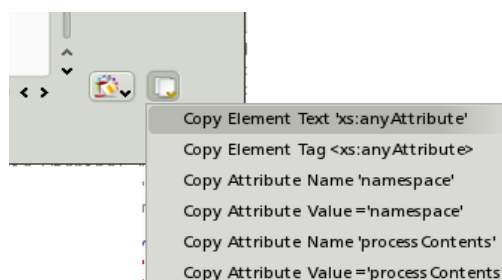 Copy Element Text 'xs:anyAttribute'
Copy Element Tag <xs:anyAttribute>
Copy Attribute Name 'namespace'
Copy Attribute Value ='namespace'
Copy Attribute Name 'processContents'
Copy Attribute Value ='processContents